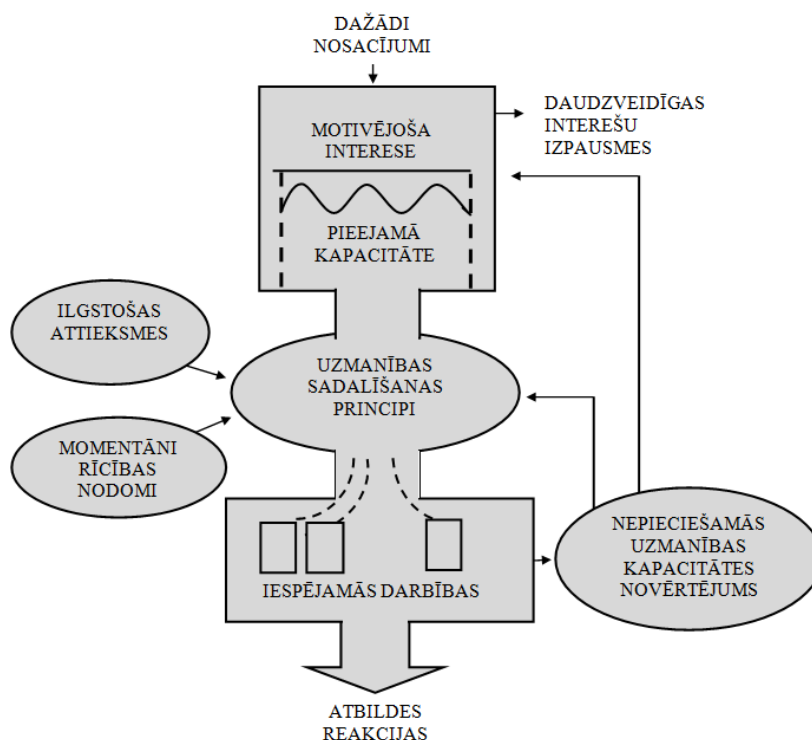 DAŽĀDI
NOSACĪJUMI
MOTIVĒJOŠA
INTERESE
DAUDZVEIDĪGAS
INTEREŠU
IZPAUSMES
PIEEJAMĀ
KAPACITĀTE
ILGSTOŠAS
ATTIEKSMES
UZMANĪBAS
SADALĪŠANAS
PRINCIPI
MOMENTĀNI
RĪCĪBAS
NODOMI
NEPIECIEŠAMĀS
UZMANĪBAS
KAPACITĀTES
NOVĒRTĒJUMS
IESPĒJAMĀS DARBĪBAS
ATBILDES
REAKCIJAS